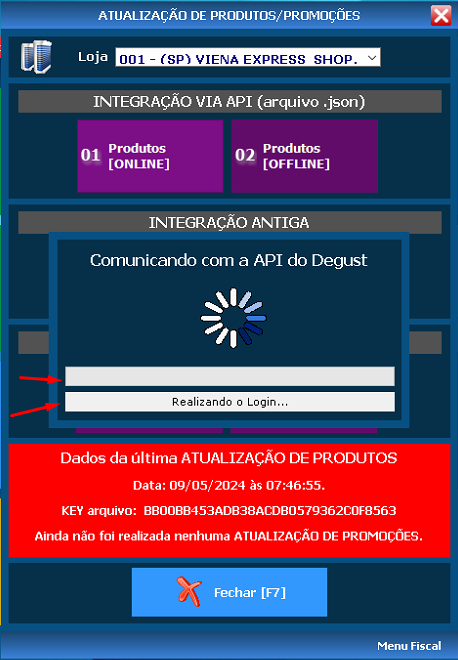 ATUALIZAÇÃO DE PRODUTOS/PROMOÇÕES
Loja 001 - (SP) VIENA EXPRESS SHOP.
INTEGRAÇÃO VIA API (arquivo .json)
01 Produtos [ONLINE]
02 Produtos [OFFLINE]
INTEGRAÇÃO ANTIGA
Comunicando com a API do Degust
Realizando o Login...
Dados da última ATUALIZAÇÃO DE PRODUTOS
Data: 09/05/2024 às 07:46:55.
KEY arquivo: BB00BB453ADB38ACDB0579362C0F8563
Ainda não foi realizada nenhuma ATUALIZAÇÃO DE PROMOÇÕES.
Fechar [F7]
Menu Fiscal